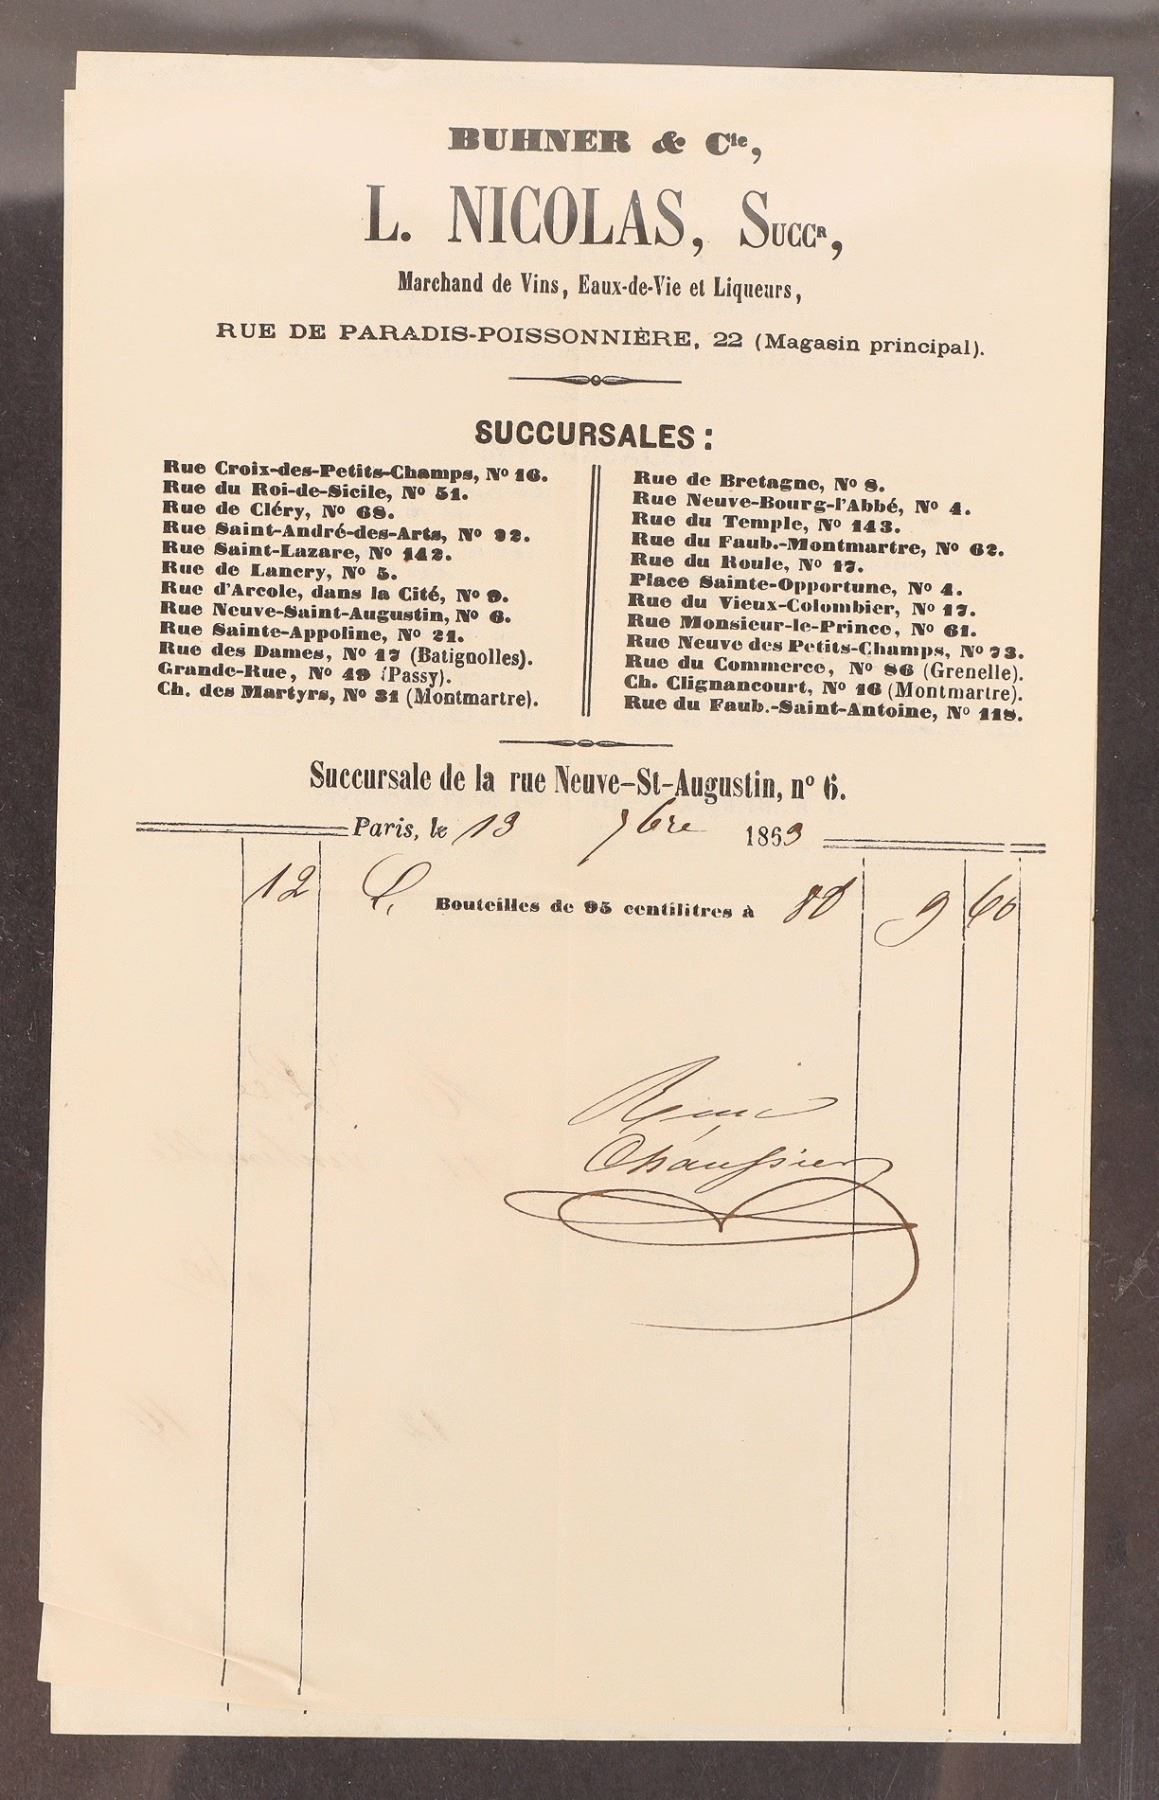 BUHNER & Cie,
L. NICOLAS, SUCCR,
Marchand de Vins, Eaux-de-Vie et Liqueurs,
RUE DE PARADIS-POISSONNIÈRE, 22 (Magasin principal).
SUCCURSALES :
Rue Croix-des-Petits-Champs, No 16.
Rue du Roi-de-Sicile, No 51.
Rue de Cléry, No 68.
Rue Saint-André-des-Arts, No 22.
Rue Saint-Lazare, No 142.
Rue de Lancry, No 5.
Rue d'Arcole, dans la Cité, No 9.
Rue Neuve-Saint-Augustin, No 6.
Rue Sainte-Appoline, No 21.
Rue des Dames, No 17 (Batignolles).
Grande-Rue, No 49 (Passy).
Ch. des Martyrs, No 31 (Montmartre).
Rue de Bretagne, No 8.
Rue Neuve-Bourg-l'Abbé, No 4.
Rue du Temple, No 143.
Rue du Faub.-Montmartre, No 62.
Rue du Roule, No 17.
Place Sainte-Opportune, No 4.
Rue du Vieux-Colombier, No 17.
Rue Monsieur-le-Prince, No 61.
Rue Neuve des Petits-Champs, No 73.
Rue du Commerce, No 86 (Grenelle).
Ch. Clignancourt, No 16 (Montmartre).
Rue du Faub.-Saint-Antoine, No 118.
Succursale de la rue Neuve-St-Augustin, no 6.
Paris, le 13 9bre 1863
12 Bouteilles de 95 centilitres à 80 9 60
Chaussier